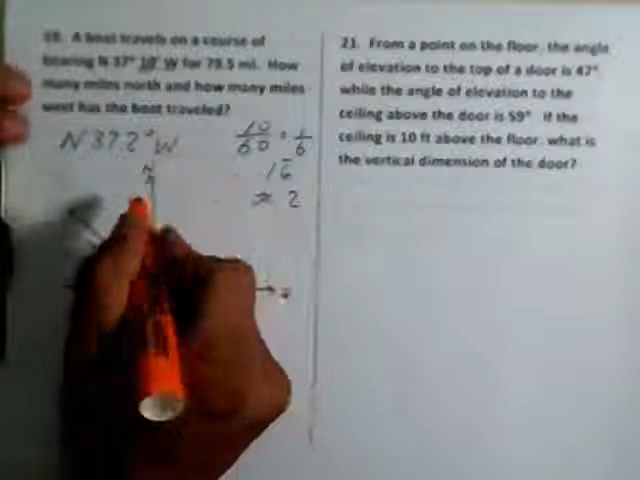 A boat travels on a course of
bearing N 37° 10' W for 79.5 mi. How
many miles north and how many miles
west has the boat traveled?
N 37.2° W
10/60 = 1/6
.16
≈ .2
N
21. From a point on the floor, the angle
of elevation to the top of a door is 47°
while the angle of elevation to the
ceiling above the door is 59° If the
ceiling is 10 ft above the floor, what is
the vertical dimension of the door?